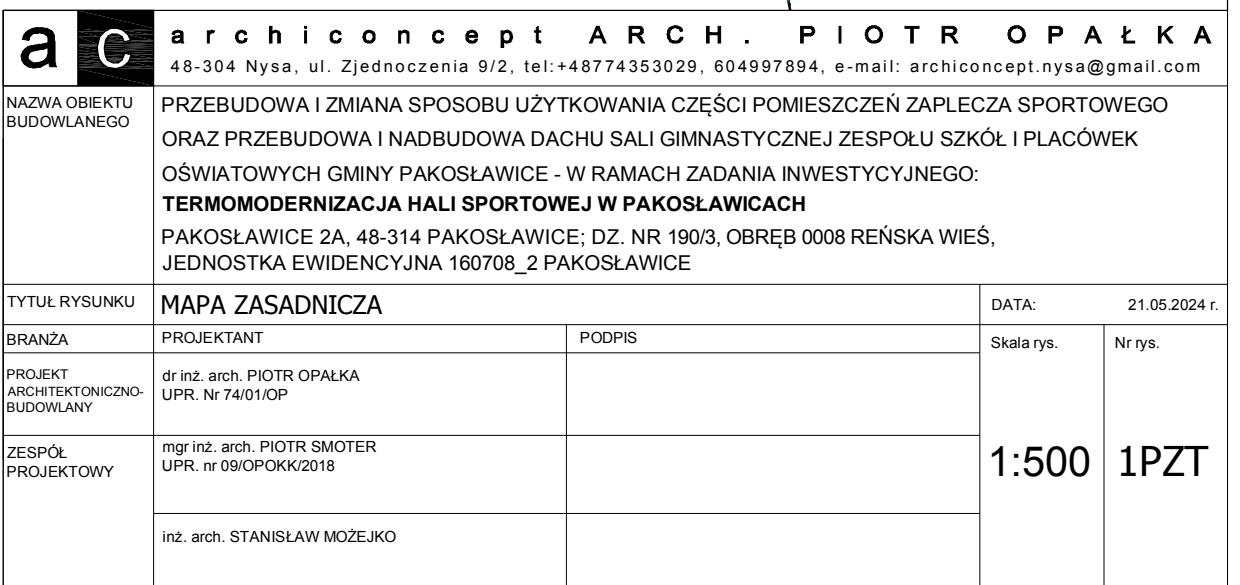 a c
archiconcept ARCH. PIOTR OPAŁKA
48-304 Nysa, ul. Zjednoczenia 9/2, tel:+48774353029, 604997894, e-mail: archiconcept.nysa@gmail.com
NAZWA OBIEKTU
BUDOWLANEGO
PRZEBUDOWA I ZMIANA SPOSOBU UŻYTKOWANIA CZĘŚCI POMIESZCZEŃ ZAPLECZA SPORTOWEGO
ORAZ PRZEBUDOWA I NADBUDOWA DACHU SALI GIMNASTYCZNEJ ZESPOŁU SZKÓŁ I PLACÓWEK
OŚWIATOWYCH GMINY PAKOSŁAWICE - W RAMACH ZADANIA INWESTYCYJNEGO:
TERMOMODERNIZACJA HALI SPORTOWEJ W PAKOSŁAWICACH
PAKOSŁAWICE 2A, 48-314 PAKOSŁAWICE; DZ. NR 190/3, OBRĘB 0008 REŃSKA WIEŚ,
JEDNOSTKA EWIDENCYJNA 160708_2 PAKOSŁAWICE
TYTUŁ RYSUNKU
MAPA ZASADNICZA
DATA: 21.05.2024 r.
BRANŻA
PROJEKTANT
PODPIS
Skala rys.
Nr rys.
PROJEKT
ARCHITEKTONICZNO-
BUDOWLANY
dr inż. arch. PIOTR OPAŁKA
UPR. Nr 74/01/OP
ZESPÓŁ
PROJEKTOWY
mgr inż. arch. PIOTR SMOTER
UPR. nr 09/OPOKK/2018
1:500
1PZT
inż. arch. STANISŁAW MOŻEJKO